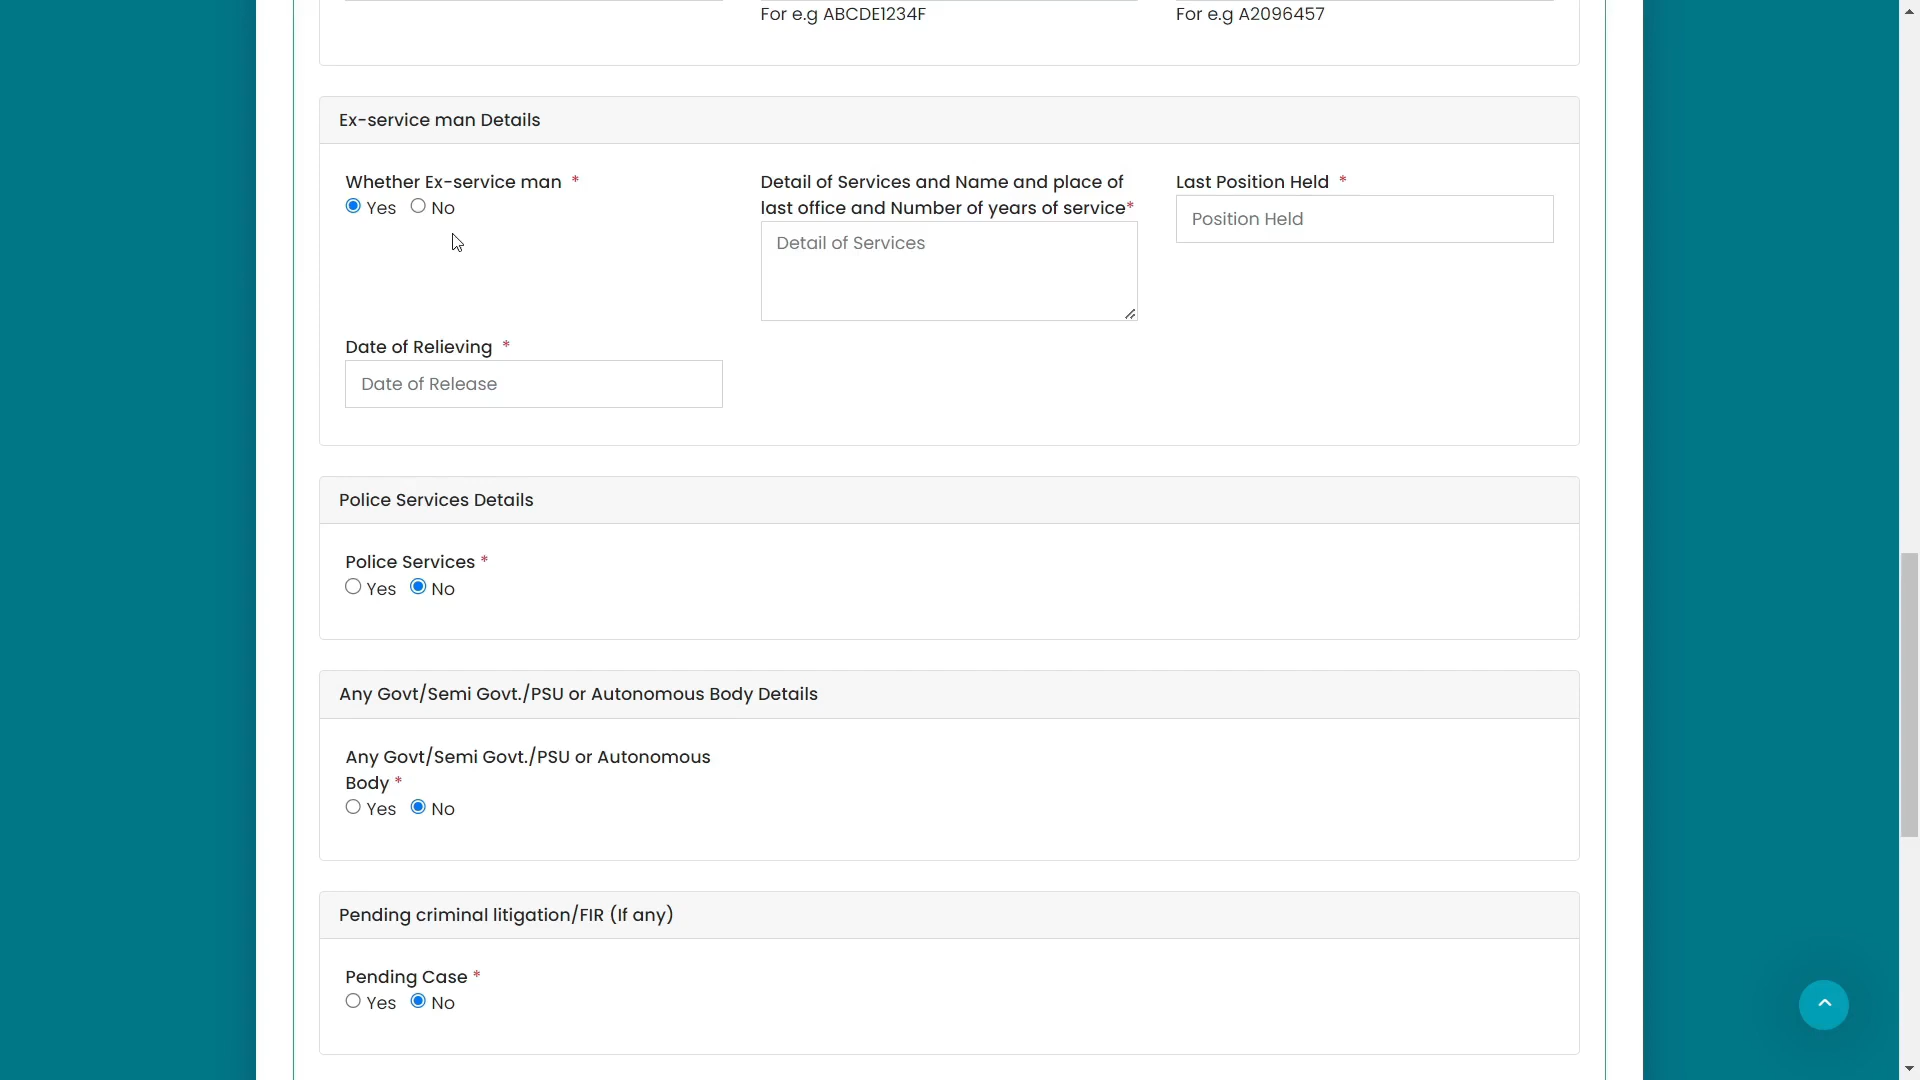 For e.g ABCDE1234F
For e.g A2096457
Ex-service man Details
Whether Ex-service man *
Yes No
Detail of Services and Name and place of
last office and Number of years of service*
Detail of Services
Last Position Held *
Position Held
Date of Relieving *
Date of Release
Police Services Details
Police Services *
Yes No
Any Govt/Semi Govt./PSU or Autonomous Body Details
Any Govt/Semi Govt./PSU or Autonomous
Body *
Yes No
Pending criminal litigation/FIR (If any)
Pending Case *
Yes No